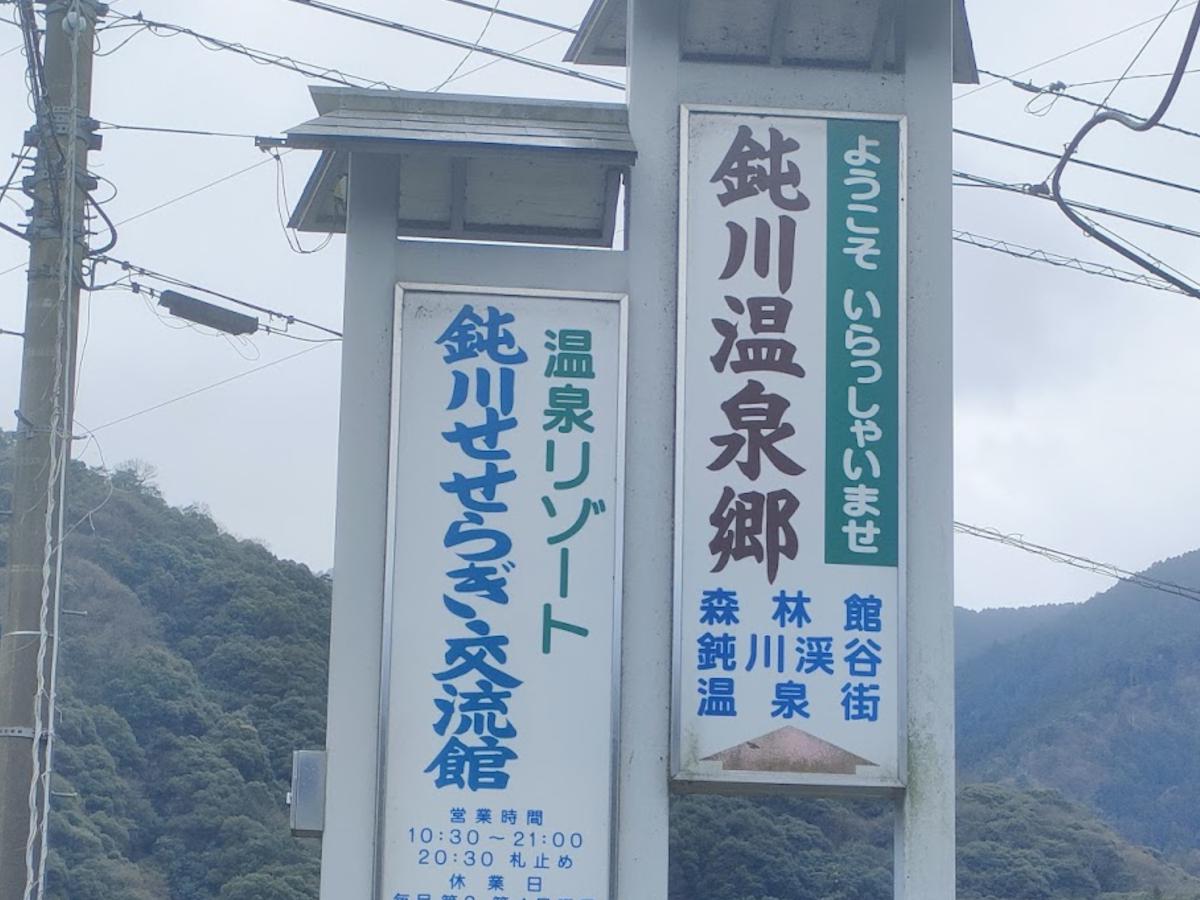 ようこそ いらっしゃいませ
鈍川温泉郷
森林館
鈍川渓谷
温泉街
温泉リゾート
鈍川せせらぎ交流館
営業時間
10:30～21:00
20:30 札止め
休業日